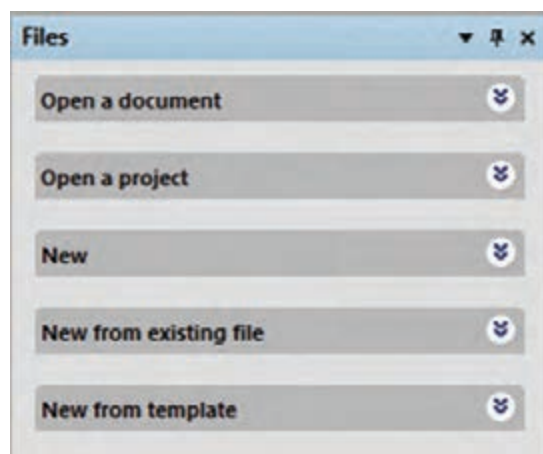 Files
Open a document
Open a project
New
New from existing file
New from template